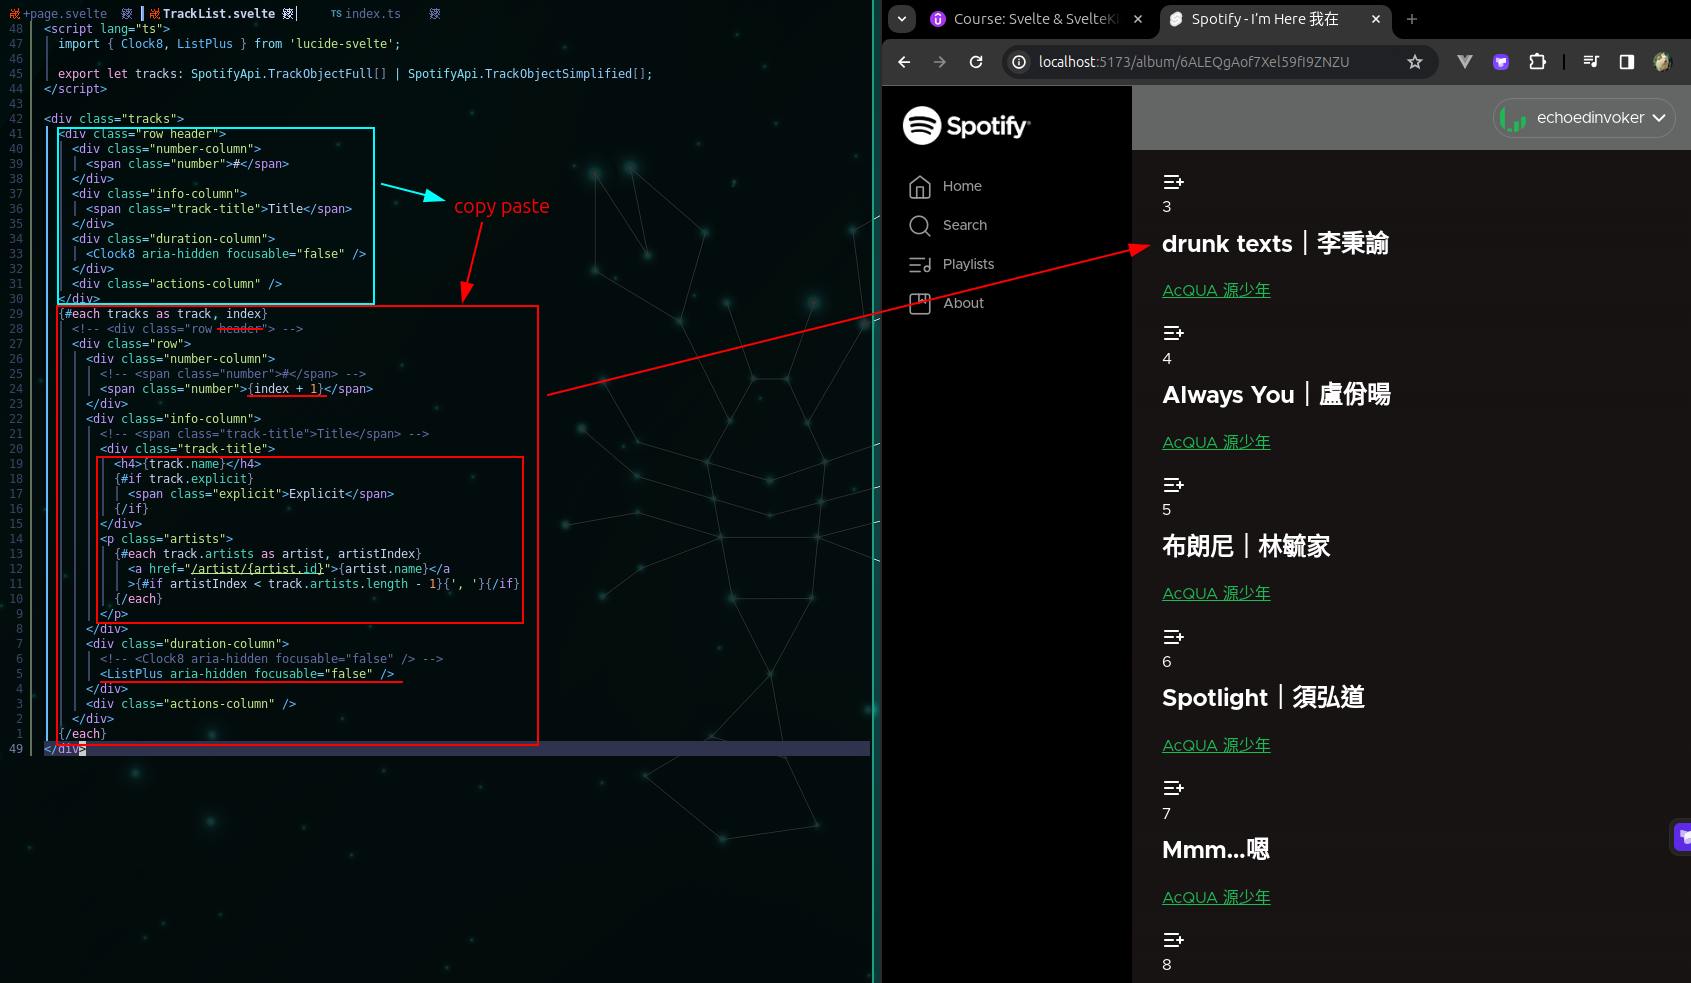 +page.svelte
TrackList.svelte
TS index.ts
48 <script lang="ts">
47 import { Clock8, ListPlus } from 'lucide-svelte';
46
45 export let tracks: SpotifyApi.TrackObjectFull[] | SpotifyApi.TrackObjectSimplified[];
44 </script>
43
42 <div class="tracks">
41 <div class="row header">
40 <div class="number-column">
39 <span class="number">#</span>
38 </div>
37 <div class="info-column">
36 <span class="track-title">Title</span>
35 </div>
34 <div class="duration-column">
33 <Clock8 aria-hidden focusable="false" />
32 </div>
31 <div class="actions-column" />
30 </div>
29 {#each tracks as track, index}
28 <!-- <div class="row header"> -->
27 <div class="row">
26 <div class="number-column">
25 <!-- <span class="number">#</span> -->
24 <span class="number">{index + 1}</span>
23 </div>
22 <div class="info-column">
21 <!-- <span class="track-title">Title</span> -->
20 <div class="track-title">
19 <h4>{track.name}</h4>
18 {#if track.explicit}
17 <span class="explicit">Explicit</span>
16 {/if}
15 </div>
14 <p class="artists">
13 {#each track.artists as artist, artistIndex}
12 <a href="/artist/{artist.id}">{artist.name}</a
11 >{#if artistIndex < track.artists.length - 1}{', '}{/if}
10 {/each}
9 </p>
8 </div>
7 <div class="duration-column">
6 <!-- <Clock8 aria-hidden focusable="false" /> -->
5 <ListPlus aria-hidden focusable="false" />
4 </div>
3 <div class="actions-column" />
2 </div>
1 {/each}
49 </div>
copy paste
Course: Svelte & SvelteKi
Spotify - I'm Here 我在
localhost:5173/album/6ALEQgAof7Xel59fI9ZNZU
Spotify
echoedinvoker
Home
Search
Playlists
About
3
drunk texts｜李秉諭
AcQUA 源少年
4
Always You｜盧佾暘
AcQUA 源少年
5
布朗尼｜林毓家
AcQUA 源少年
6
Spotlight｜須弘道
AcQUA 源少年
7
Mmm...嗯
AcQUA 源少年
8